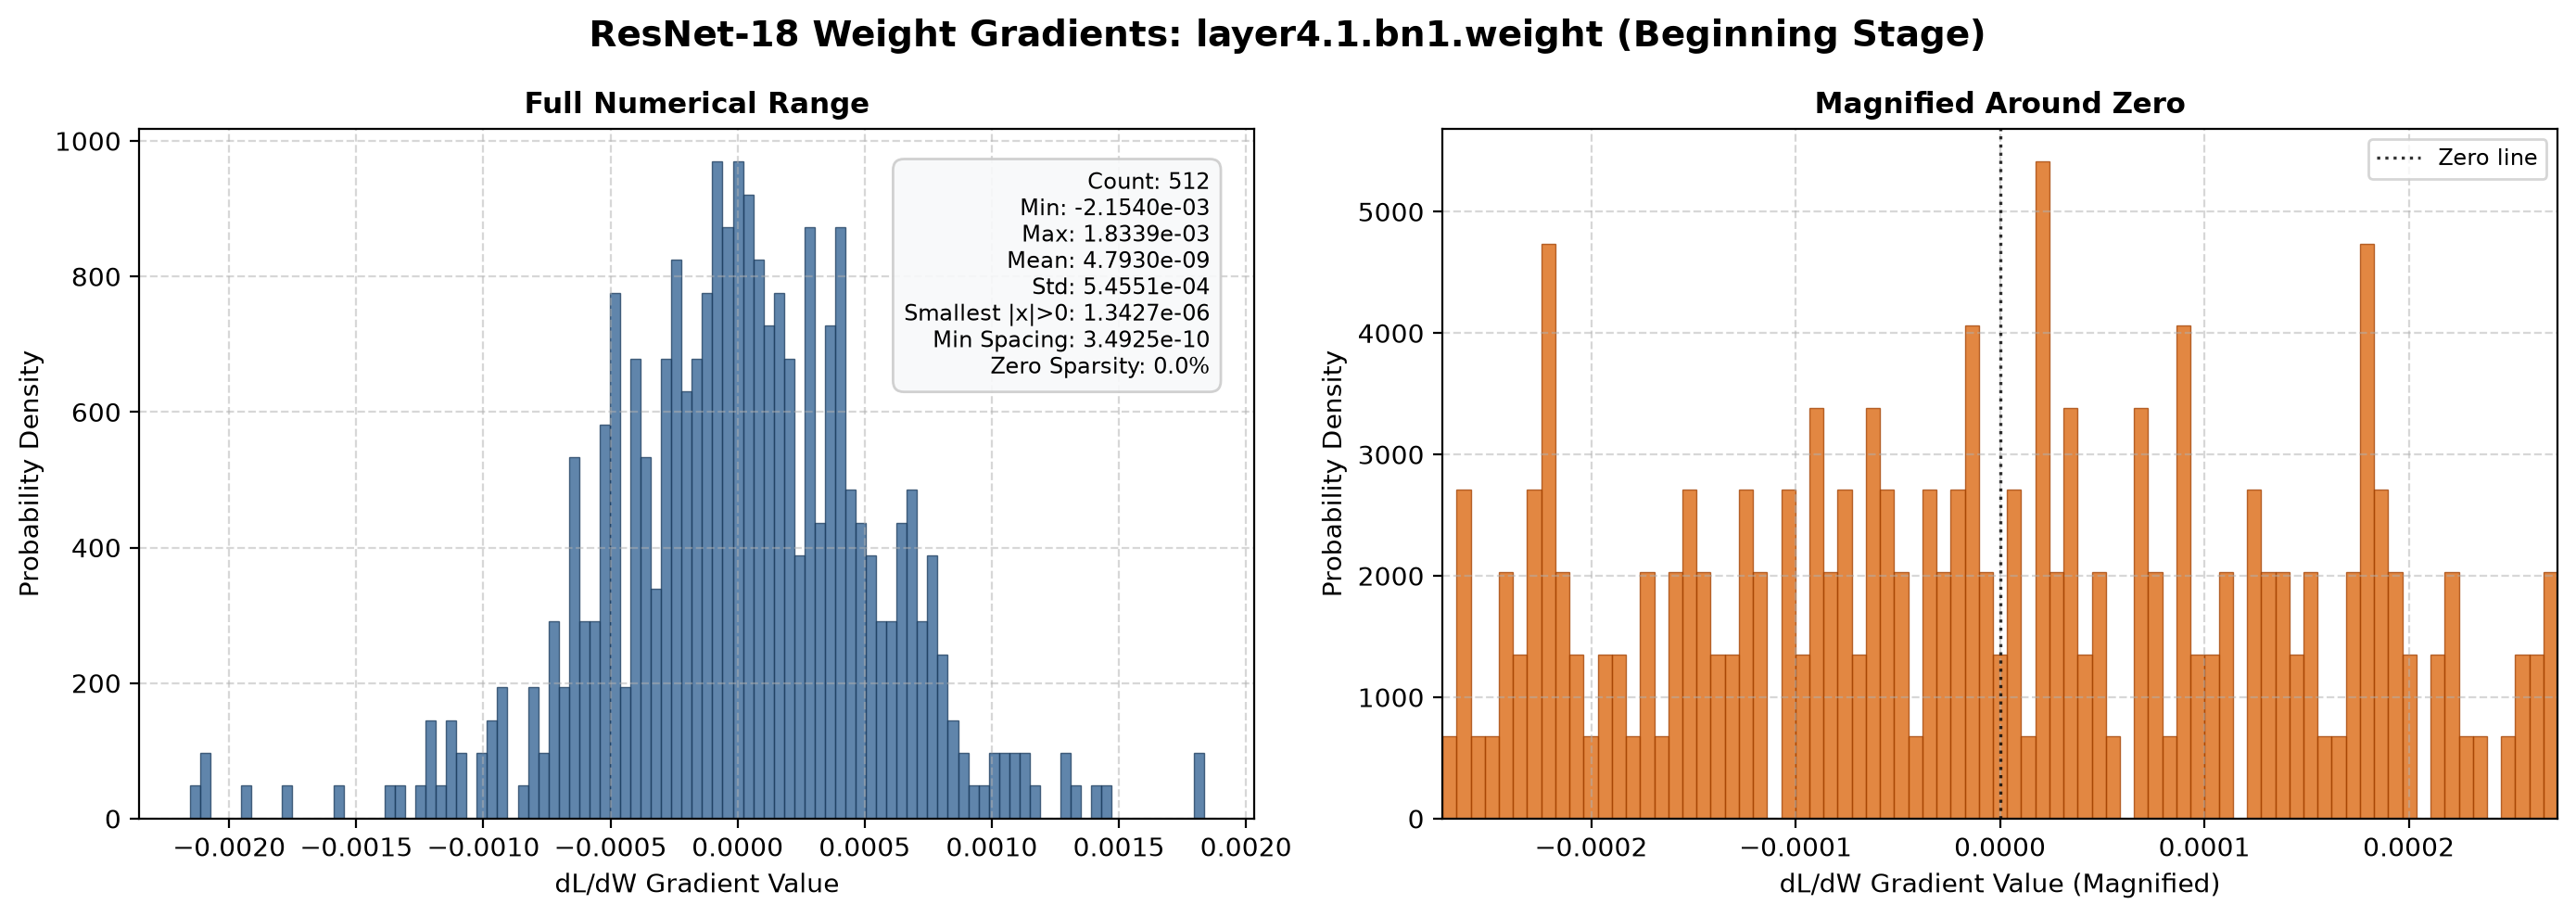 ResNet-18 Weight Gradients: layer4.1.bn1.weight (Beginning Stage)
Full Numerical Range
Probability Density
1000
800
600
400
200
0
Count: 512
Min: -2.1540e-03
Max: 1.8339e-03
Mean: 4.7930e-09
Std: 5.4551e-04
Smallest |x|>0: 1.3427e-06
Min Spacing: 3.4925e-10
Zero Sparsity: 0.0%
−0.0020 −0.0015 −0.0010 −0.0005 0.0000 0.0005 0.0010 0.0015 0.0020
dL/dW Gradient Value
Magnified Around Zero
Probability Density
5000
4000
3000
2000
1000
0
Zero line
−0.0002 −0.0001 0.0000 0.0001 0.0002
dL/dW Gradient Value (Magnified)